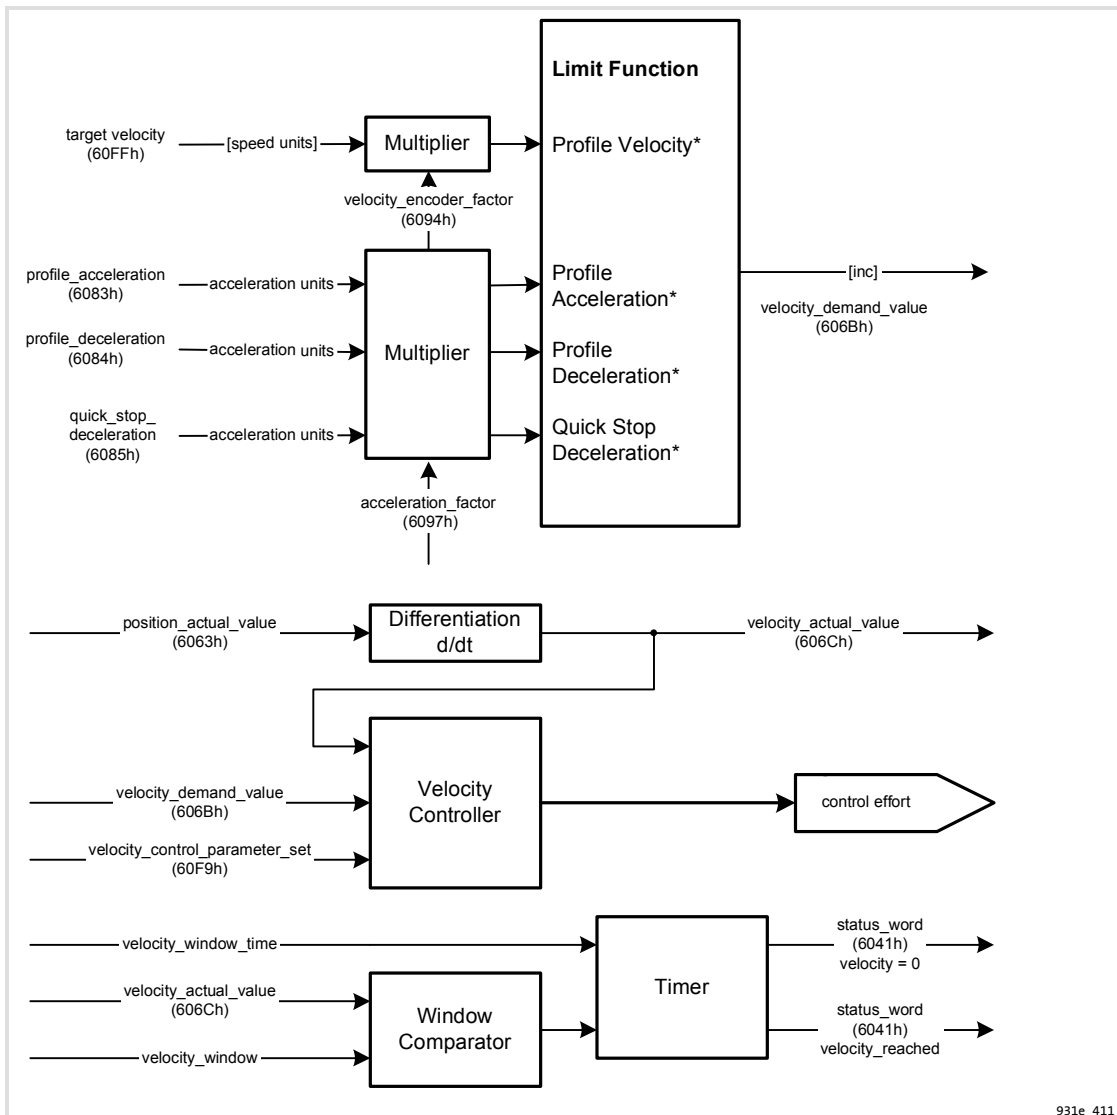 Limit Function
target velocity
(60FFh)
[speed units]
Multiplier
Profile Velocity*
velocity_encoder_factor
(6094h)
profile_acceleration
(6083h)
acceleration units
Profile
Acceleration*
[inc]
velocity_demand_value
(606Bh)
profile_deceleration
(6084h)
acceleration units
Multiplier
Profile
Deceleration*
quick_stop_
deceleration
(6085h)
acceleration units
Quick Stop
Deceleration*
acceleration_factor
(6097h)
position_actual_value
(6063h)
Differentiation
d/dt
velocity_actual_value
(606Ch)
velocity_demand_value
(606Bh)
velocity_control_parameter_set
(60F9h)
Velocity
Controller
control effort
velocity_window_time
velocity_actual_value
(606Ch)
velocity_window
Window
Comparator
Timer
status_word
(6041h)
velocity = 0
status_word
(6041h)
velocity_reached
931e_411